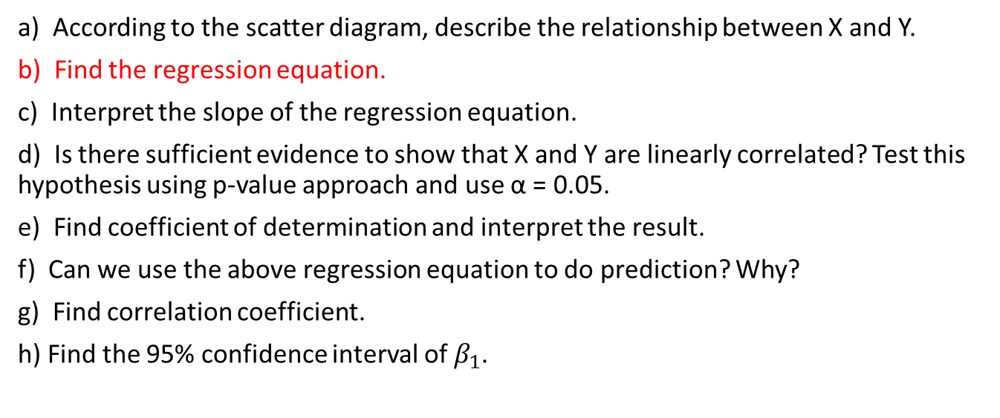 a) According to the scatter diagram, describe the relationship between X and Y.
b) Find the regression equation.
c) Interpret the slope of the regression equation.
d) Is there sufficient evidence to show that X and Y are linearly correlated? Test this
hypothesis using p-value approach and use α = 0.05.
e) Find coefficient of determination and interpret the result.
f) Can we use the above regression equation to do prediction? Why?
g) Find correlation coefficient.
h) Find the 95% confidence interval of β₁.